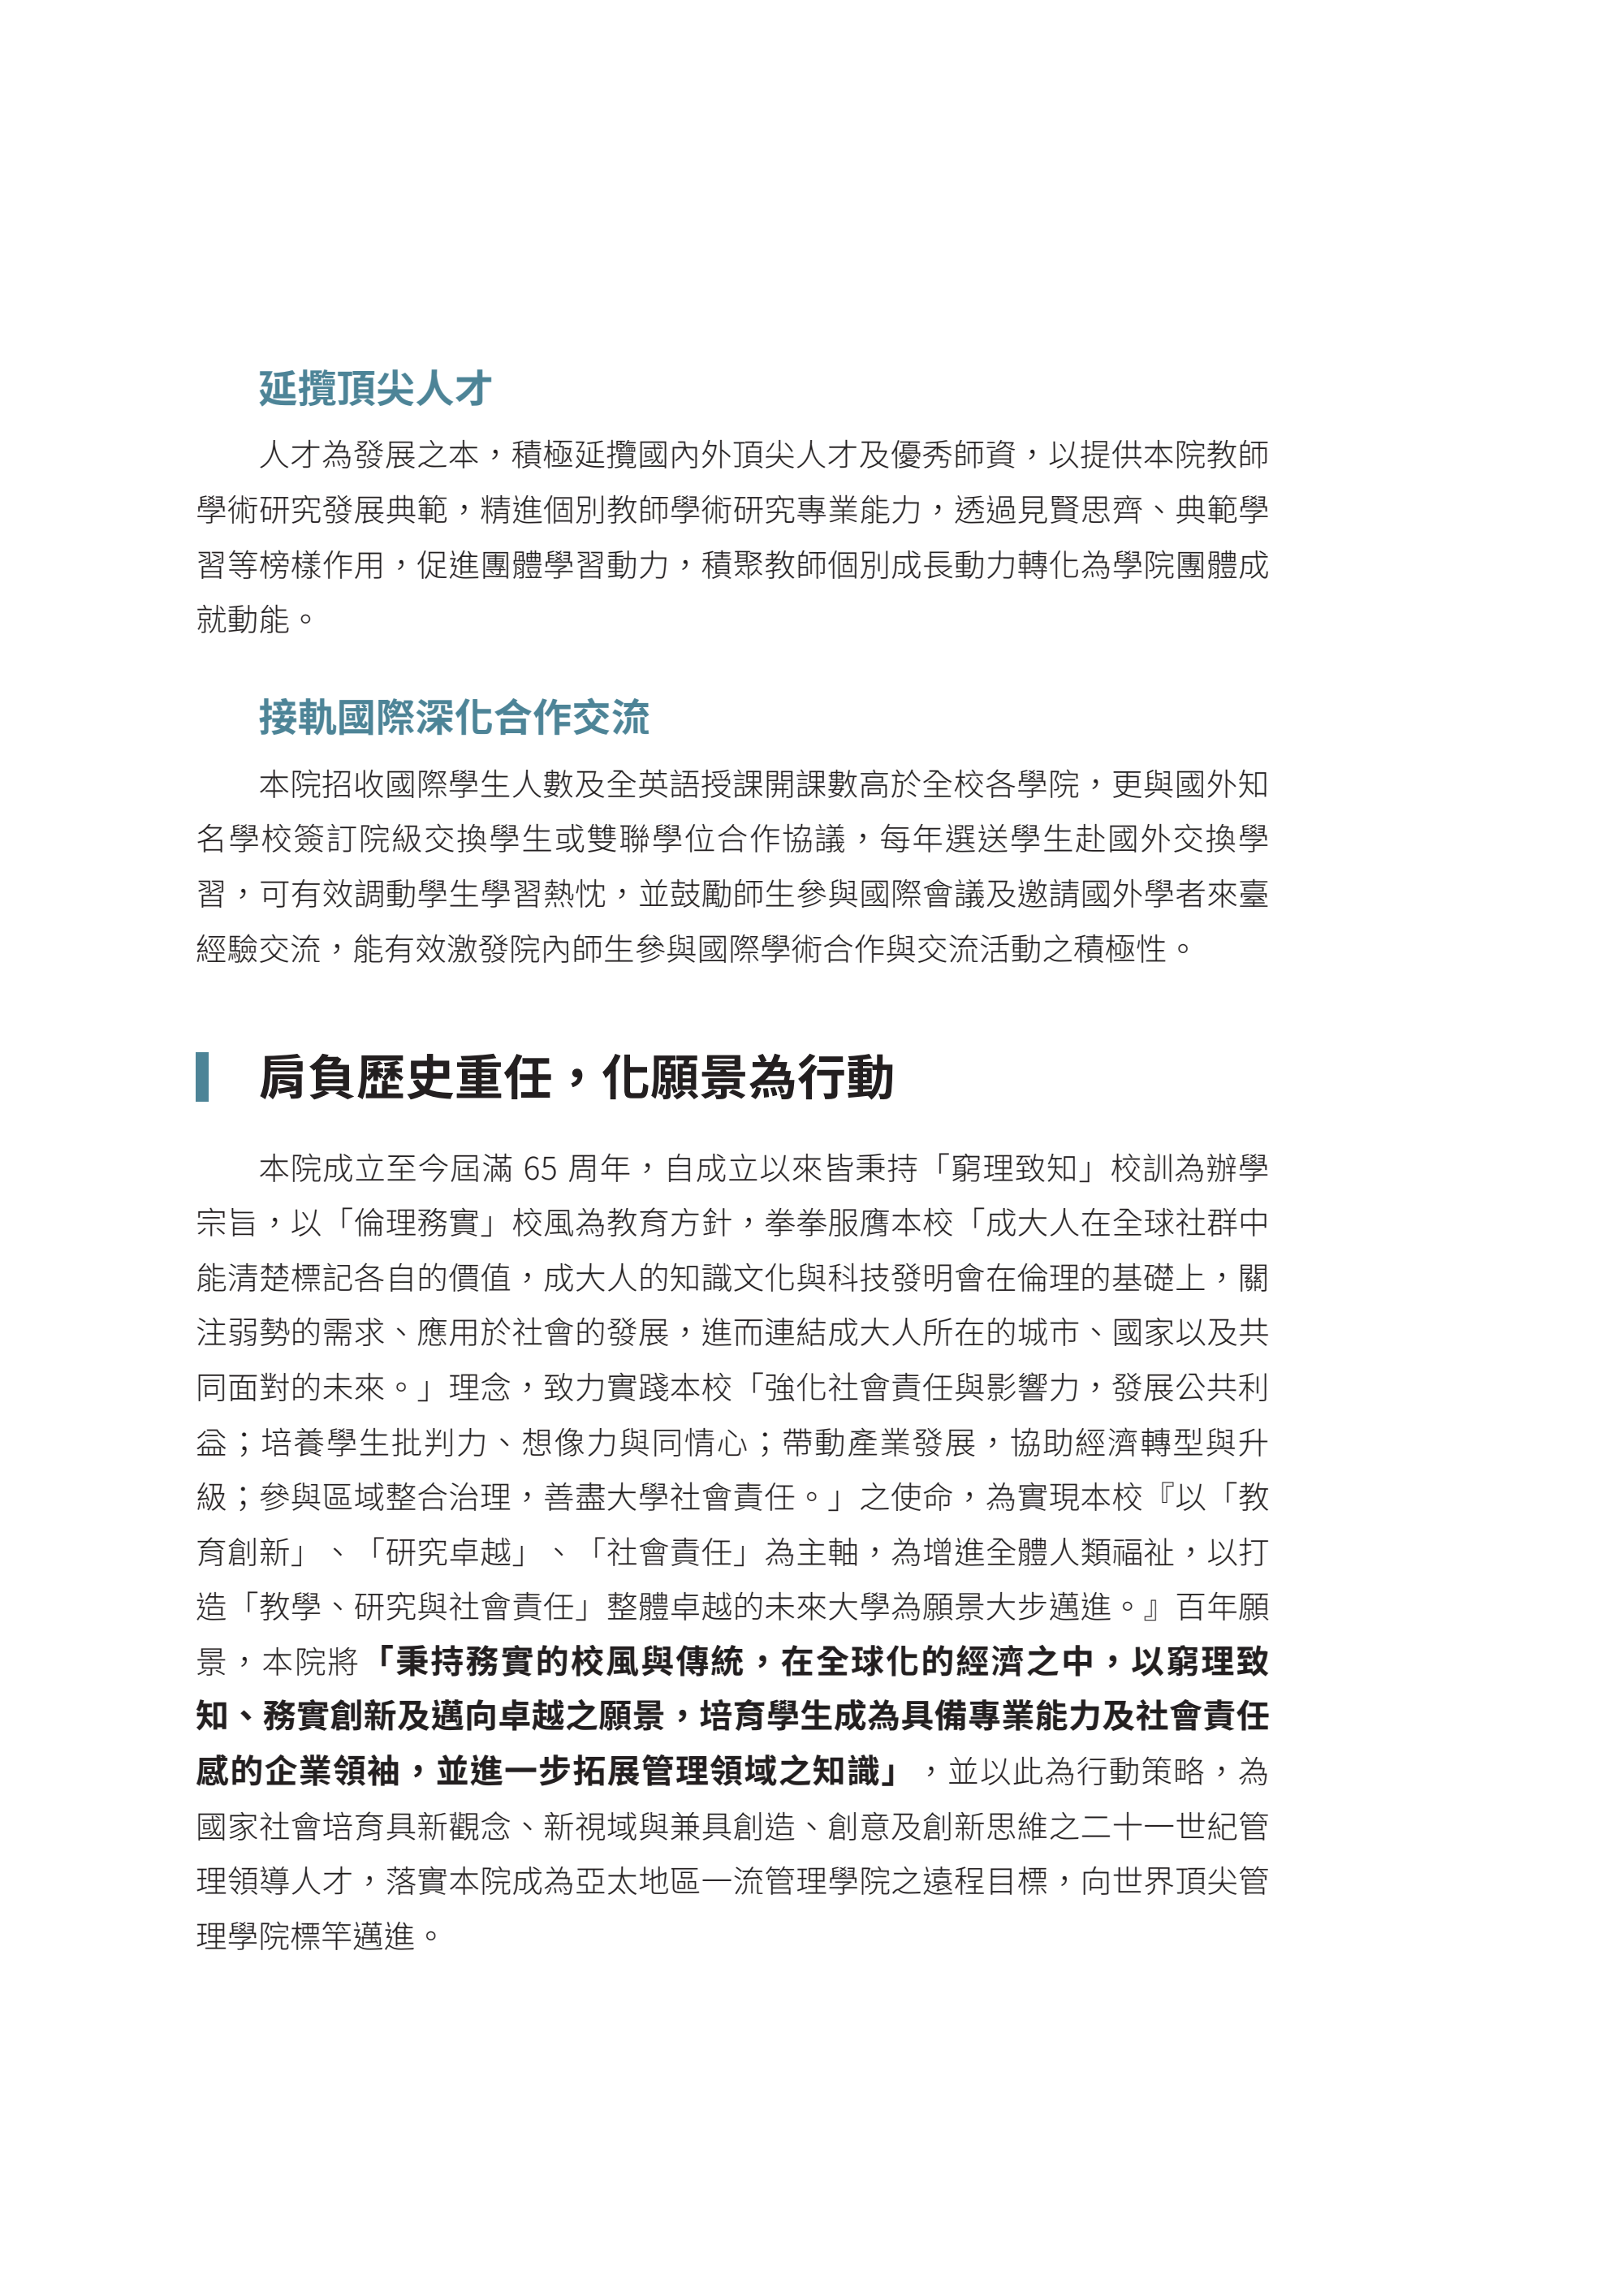 延攬頂尖人才
人才為發展之本，積極延攬國內外頂尖人才及優秀師資，以提供本院教師
學術研究發展典範，精進個別教師學術研究專業能力，透過見賢思齊、典範學
習等榜樣作用，促進團體學習動力，積聚教師個別成長動力轉化為學院團體成
就動能。
接軌國際深化合作交流
本院招收國際學生人數及全英語授課開課數高於全校各學院，更與國外知
名學校簽訂院級交換學生或雙聯學位合作協議，每年選送學生赴國外交換學
習，可有效調動學生學習熱忱，並鼓勵師生參與國際會議及邀請國外學者來臺
經驗交流，能有效激發院內師生參與國際學術合作與交流活動之積極性。
肩負歷史重任，化願景為行動
本院成立至今屆滿 65 周年，自成立以來皆秉持「窮理致知」校訓為辦學
宗旨，以「倫理務實」校風為教育方針，拳拳服膺本校「成大人在全球社群中
能清楚標記各自的價值，成大人的知識文化與科技發明會在倫理的基礎上，關
注弱勢的需求、應用於社會的發展，進而連結成大人所在的城市、國家以及共
同面對的未來。」理念，致力實踐本校「強化社會責任與影響力，發展公共利
益；培養學生批判力、想像力與同情心；帶動產業發展，協助經濟轉型與升
級；參與區域整合治理，善盡大學社會責任。」之使命，為實現本校『以「教
育創新」、「研究卓越」、「社會責任」為主軸，為增進全體人類福祉，以打
造「教學、研究與社會責任」整體卓越的未來大學為願景大步邁進。』百年願
景，本院將「秉持務實的校風與傳統，在全球化的經濟之中，以窮理致
知、務實創新及邁向卓越之願景，培育學生成為具備專業能力及社會責任
感的企業領袖，並進一步拓展管理領域之知識」，並以此為行動策略，為
國家社會培育具新觀念、新視域與兼具創造、創意及創新思維之二十一世紀管
理領導人才，落實本院成為亞太地區一流管理學院之遠程目標，向世界頂尖管
理學院標竿邁進。